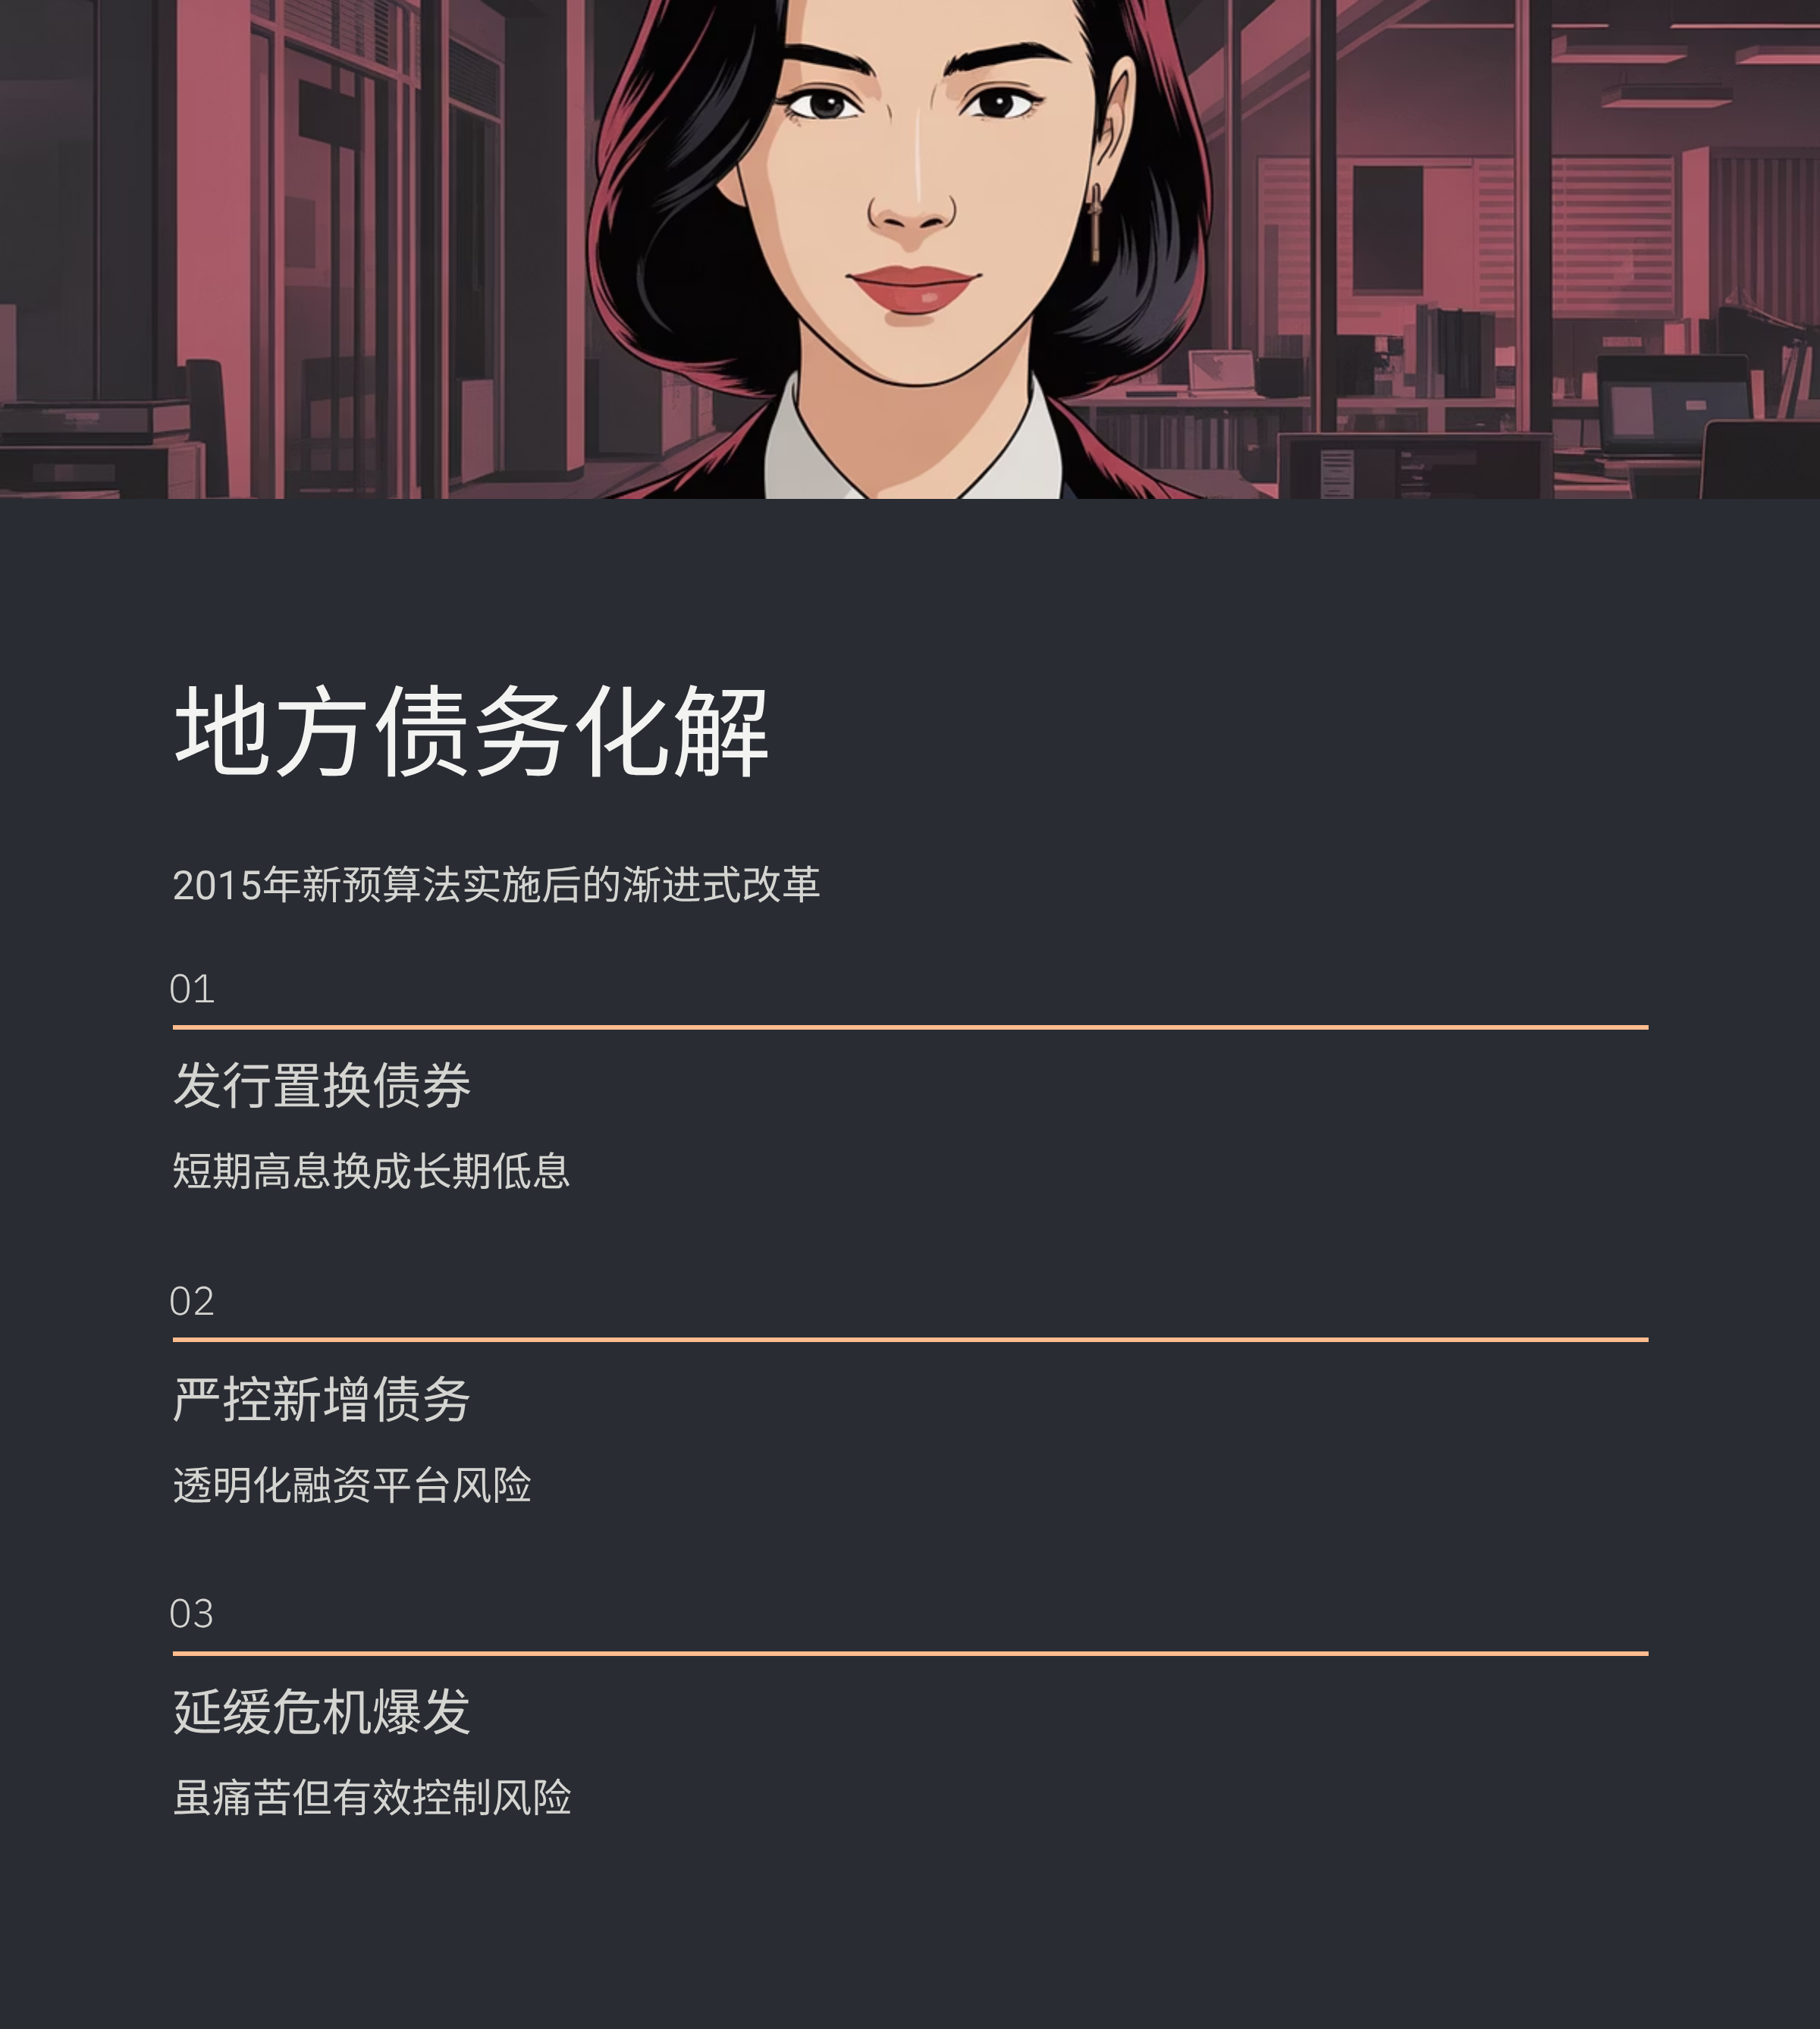 地方债务化解
2015年新预算法实施后的渐进式改革
01
发行置换债券
短期高息换成长期低息
02
严控新增债务
透明化融资平台风险
03
延缓危机爆发
虽痛苦但有效控制风险